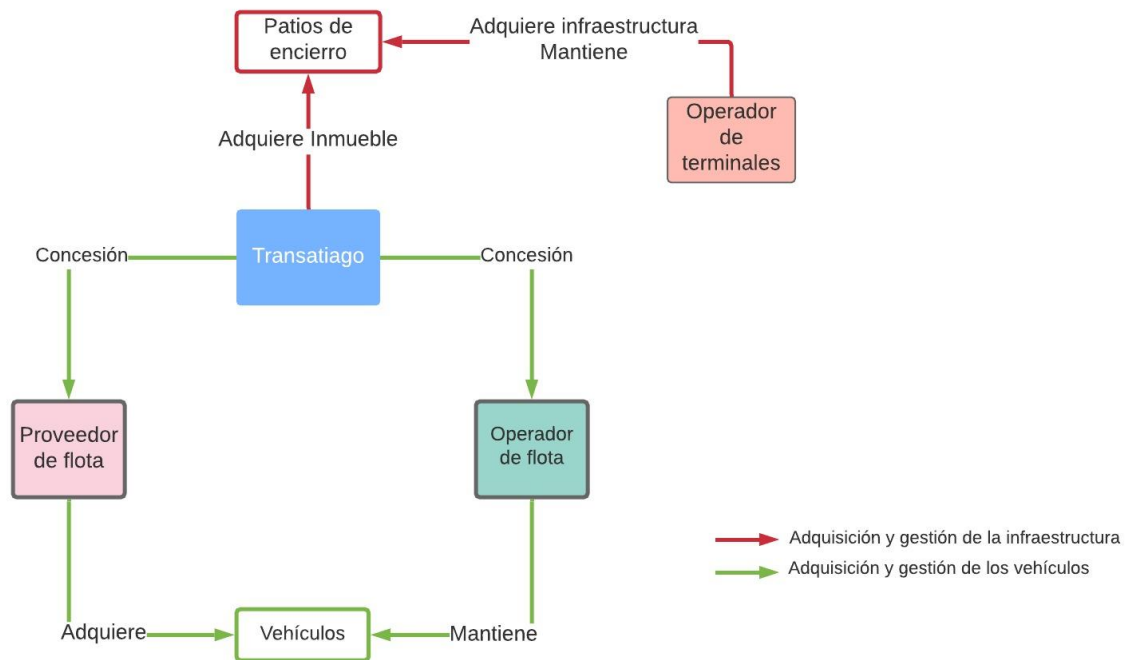 Patios de
encierro
Adquiere infraestructura
Mantiene
Operador
de
terminales
Adquiere Inmueble
Concesión
Transatiago
Concesión
Proveedor
de flota
Operador
de flota
Adquisición y gestión de la infraestructura
Adquisición y gestión de los vehículos
Adquiere
Vehículos
Mantiene